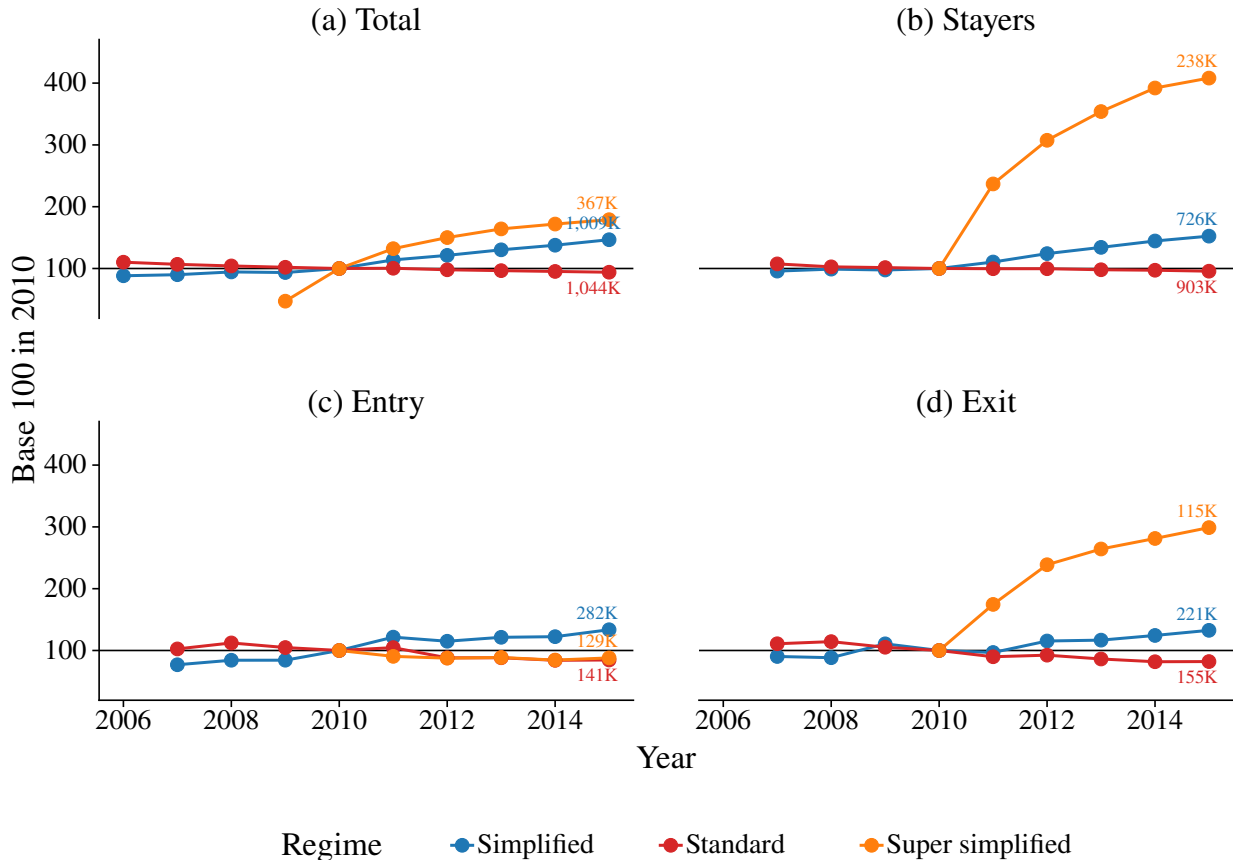 (a) Total
(b) Stayers
400
300
200
100
367K
1,009K
1,044K
238K
726K
903K
Base 100 in 2010
(c) Entry
(d) Exit
400
300
200
100
282K
129K
141K
115K
221K
155K
2006 2008 2010 2012 2014
2006 2008 2010 2012 2014
Year
Regime Simplified Standard Super simplified